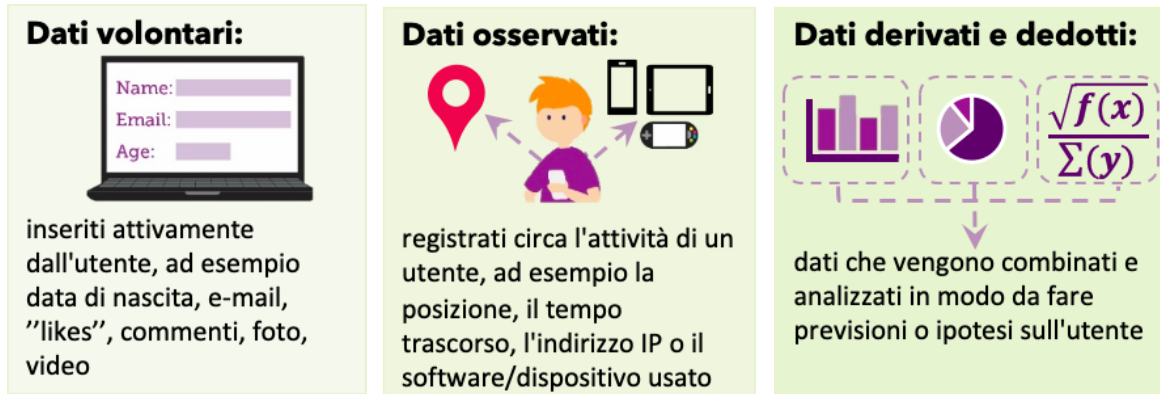 Dati volontari:
Name:
Email:
Age:
inseriti attivamente
dall'utente, ad esempio
data di nascita, e-mail,
’’likes’’, commenti, foto,
video
Dati osservati:
registrati circa l'attività di un
utente, ad esempio la
posizione, il tempo
trascorso, l'indirizzo IP o il
software/dispositivo usato
Dati derivati e dedotti:
√f(x)
∑(y)
dati che vengono combinati e
analizzati in modo da fare
previsioni o ipotesi sull'utente